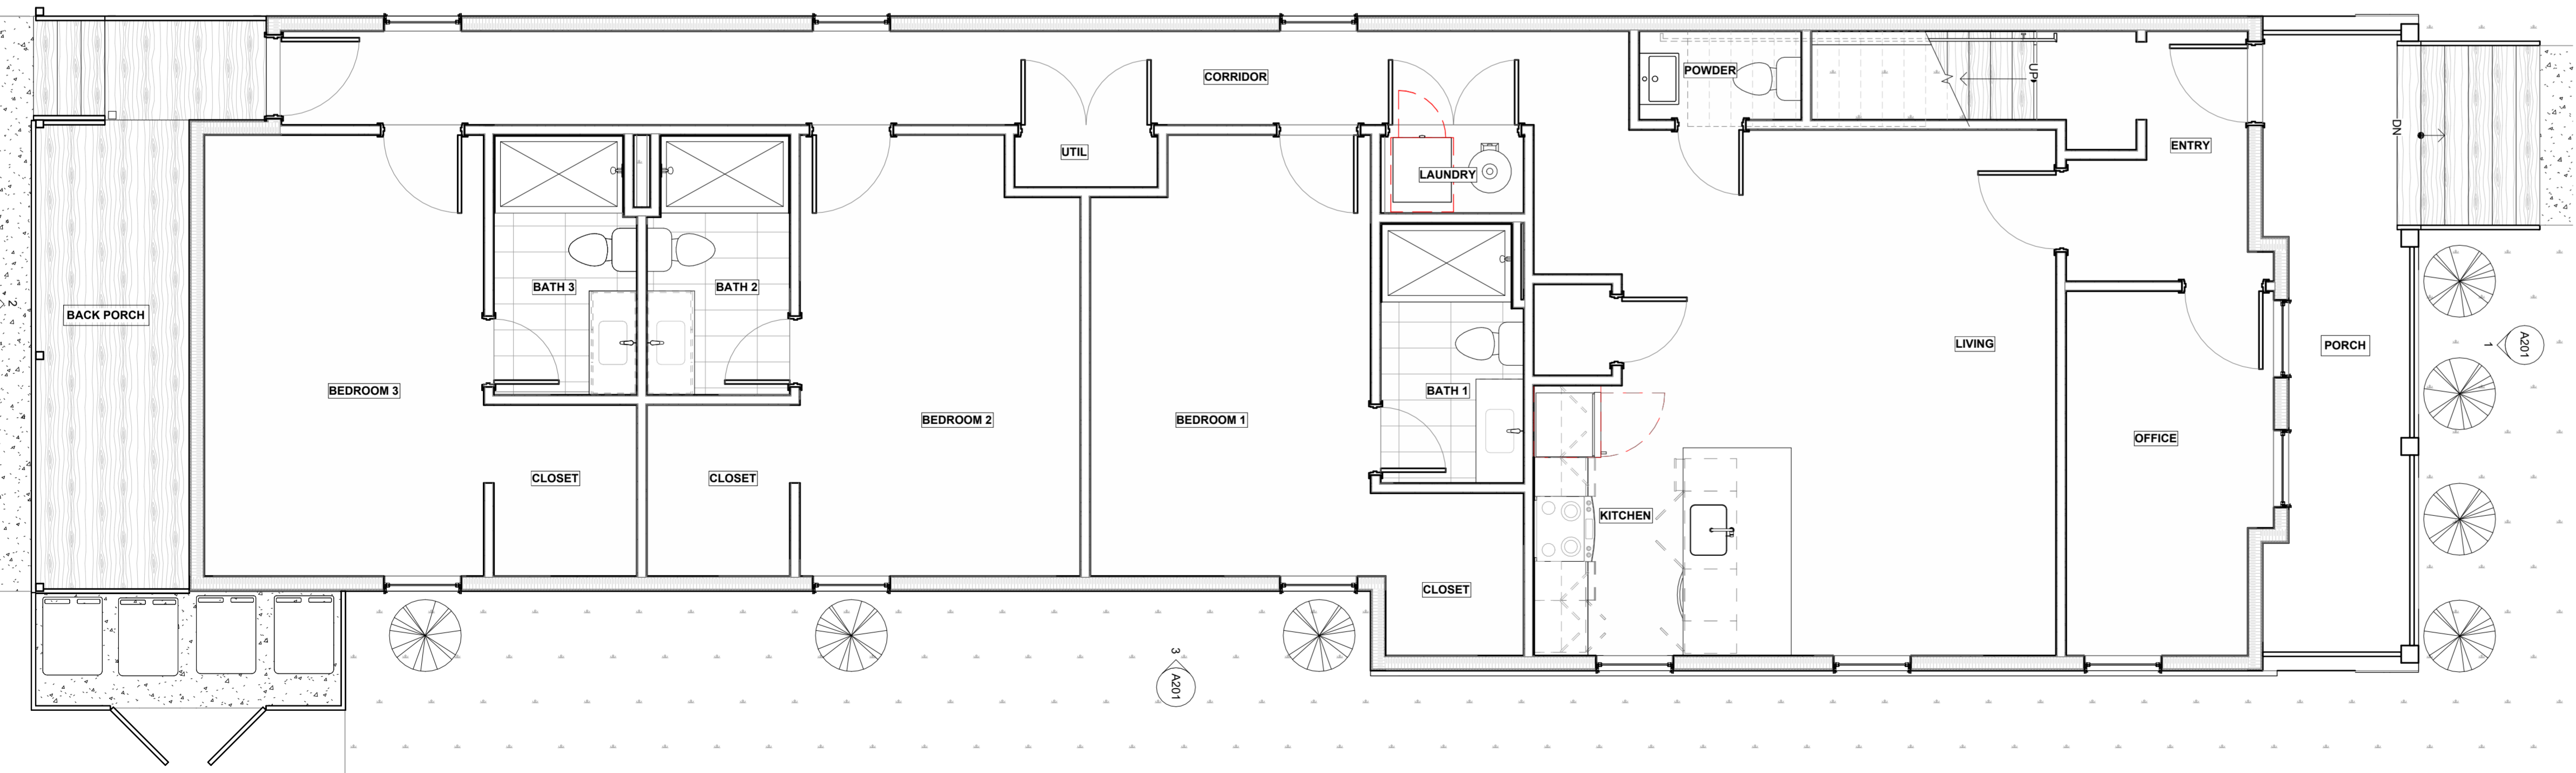 CORRIDOR
POWDER
UP
DN
UTIL
ENTRY
LAUNDRY
BATH 3
BATH 2
BACK PORCH
LIVING
PORCH
A201
1
2
BEDROOM 3
BATH 1
BEDROOM 2
BEDROOM 1
OFFICE
CLOSET
CLOSET
KITCHEN
CLOSET
3
A201